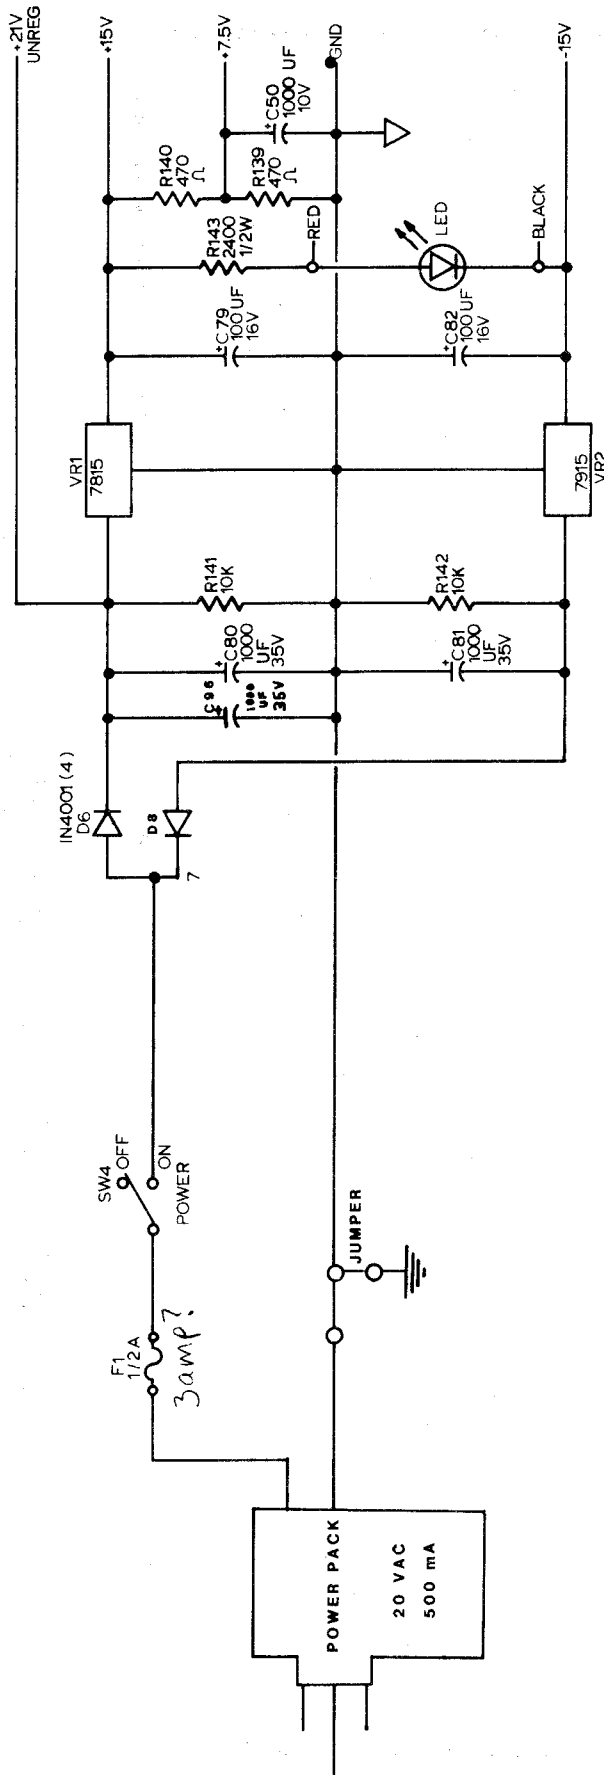 POWER PACK
20 VAC
500 mA
F1
1/2 A
3amp?
SW4
OFF
ON
POWER
JUMPER
IN4001 (4)
D6
D8
7
C96
1000
UF
35V
C80
1000
UF
35V
C81
1000
UF
35V
R141
10K
R142
10K
VR1
7815
7915
VR2
C79
100 UF
16V
C82
100 UF
16V
R143
2400
1/2W
RED
LED
BLACK
R140
470
Ω
R139
470
Ω
C50
1000 UF
10V
+21V
UNREG
+15V
+7.5V
GND
-15V